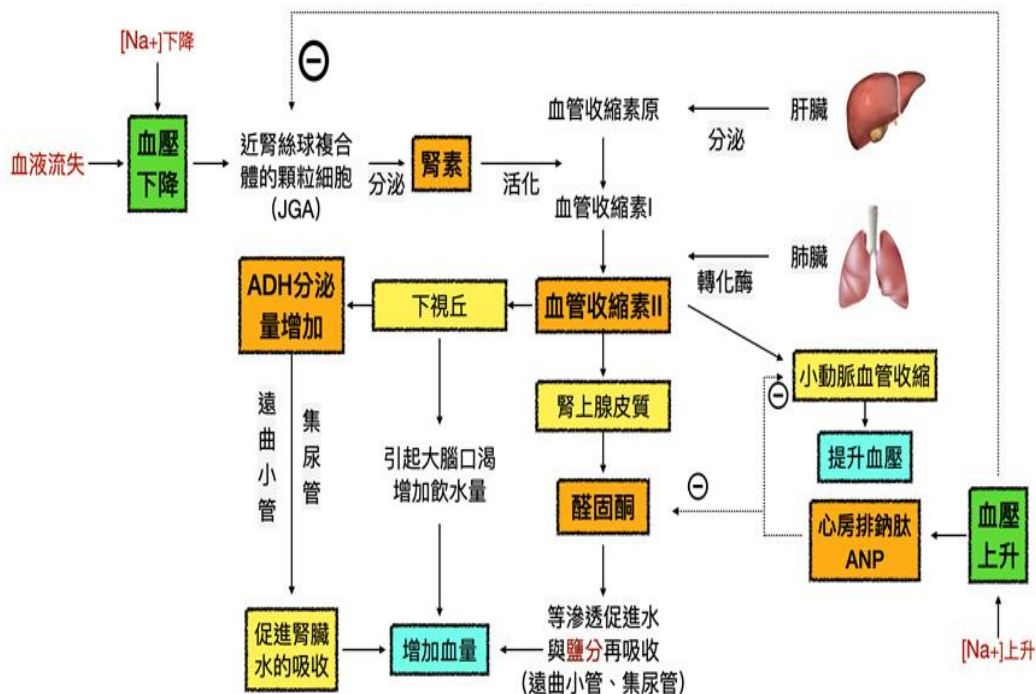 [Na+]下降
血液流失
血壓
下降
近腎絲球複合
體的顆粒細胞
(JGA)
分泌
腎素
活化
血管收縮素原
分泌
肝臟
血管收縮素I
轉化酶
肺臟
ADH分泌
量增加
下視丘
血管收縮素II
小動脈血管收縮
腎上腺皮質
提升血壓
遠曲小管
集尿管
引起大腦口渴
增加飲水量
醛固酮
心房排鈉肽
ANP
血壓
上升
促進腎臟
水的吸收
增加血量
等滲透促進水
與鹽分再吸收
(遠曲小管、集尿管)
[Na+]上升